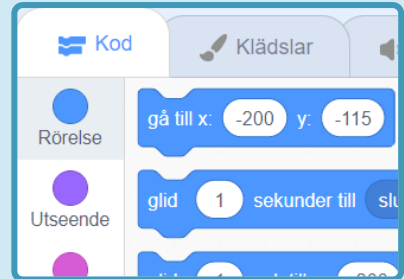 Kod
Klädslar
Rörelse
Utseende
gå till x: -200 y: -115
glid 1 sekunder till